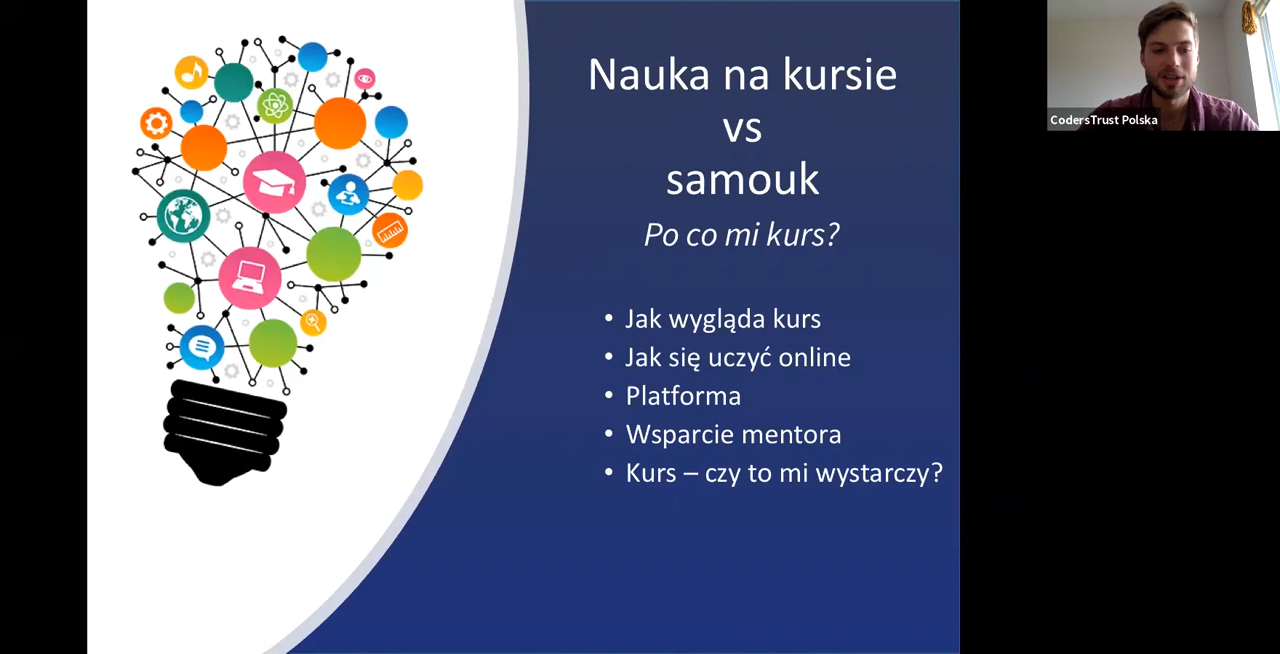 Nauka na kursie
vs
samouk
Po co mi kurs?
• Jak wygląda kurs
• Jak się uczyć online
• Platforma
• Wsparcie mentora
• Kurs – czy to mi wystarczy?
CodersTrust Polska